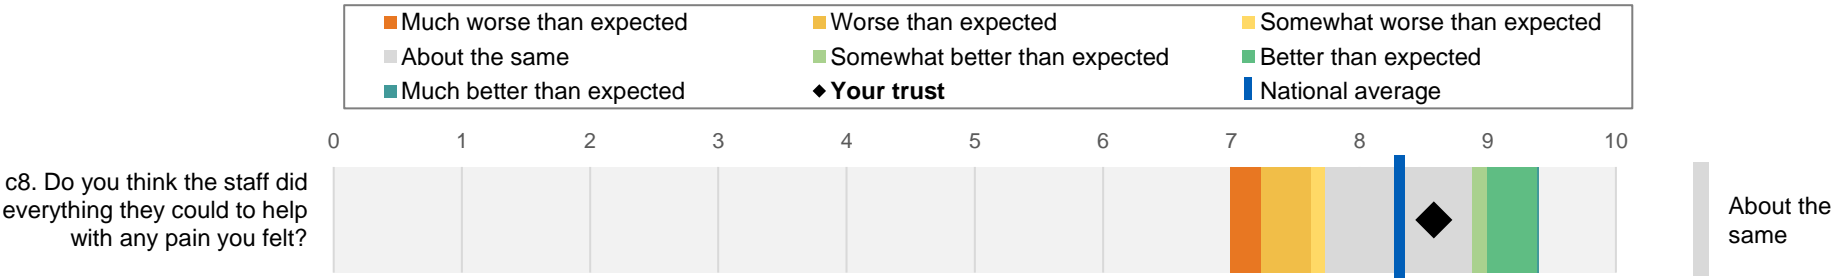 Much worse than expected
Worse than expected
Somewhat worse than expected
About the same
Somewhat better than expected
Better than expected
Much better than expected
Your trust
National average
0 1 2 3 4 5 6 7 8 9 10
c8. Do you think the staff did
everything they could to help
with any pain you felt?
About the
same